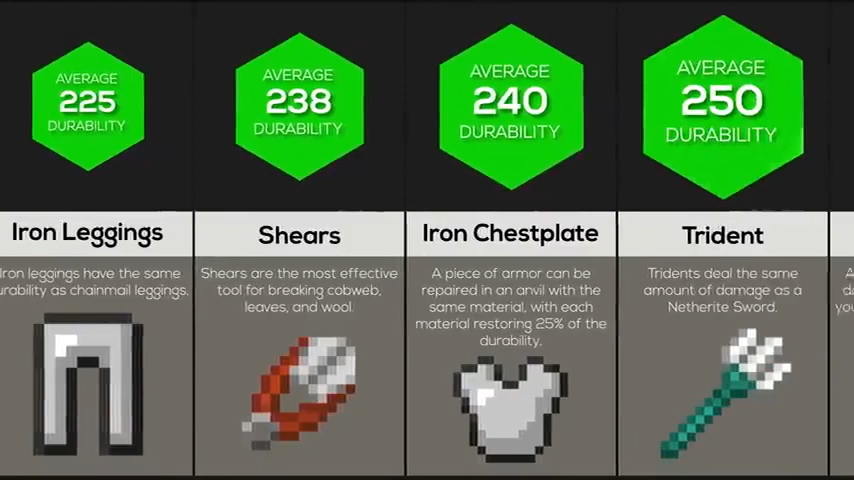 AVERAGE
225
DURABILITY
Iron Leggings
Iron leggings have the same
durability as chainmail leggings.
AVERAGE
238
DURABILITY
Shears
Shears are the most effective
tool for breaking cobweb,
leaves, and wool.
AVERAGE
240
DURABILITY
Iron Chestplate
A piece of armor can be
repaired in an anvil with the
same material, with each
material restoring 25% of the
durability.
AVERAGE
250
DURABILITY
Trident
Tridents deal the same
amount of damage as a
Netherite Sword.